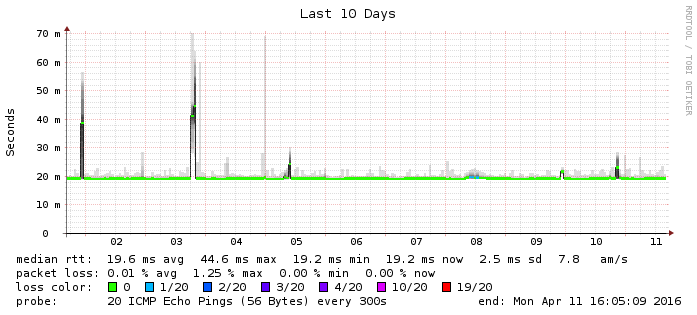 Last 10 Days
RRDTOOL / TOBI OETIKER
Seconds
70 m
60 m
50 m
40 m
30 m
20 m
10 m
0
02 03 04 05 06 07 08 09 10 11
median rtt: 19.6 ms avg 44.6 ms max 19.2 ms min 19.2 ms now 2.5 ms sd 7.8 am/s
packet loss: 0.01 % avg 1.25 % max 0.00 % min 0.00 % now
loss color: 0 1/20 2/20 3/20 4/20 10/20 19/20
probe: 20 ICMP Echo Pings (56 Bytes) every 300s end: Mon Apr 11 16:05:09 2016